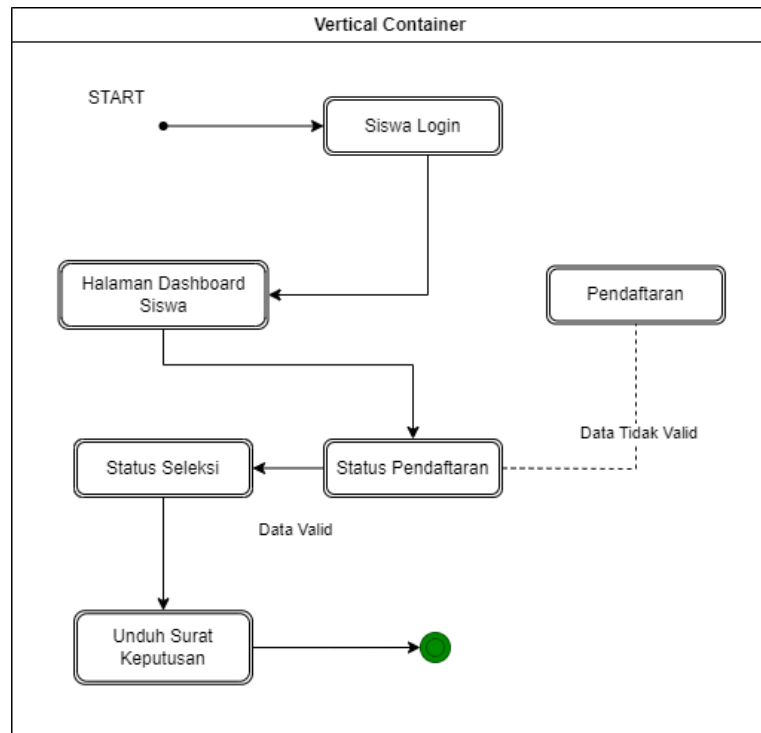 Vertical Container
START
Siswa Login
Halaman Dashboard
Siswa
Pendaftaran
Data Tidak Valid
Status Seleksi
Status Pendaftaran
Data Valid
Unduh Surat
Keputusan